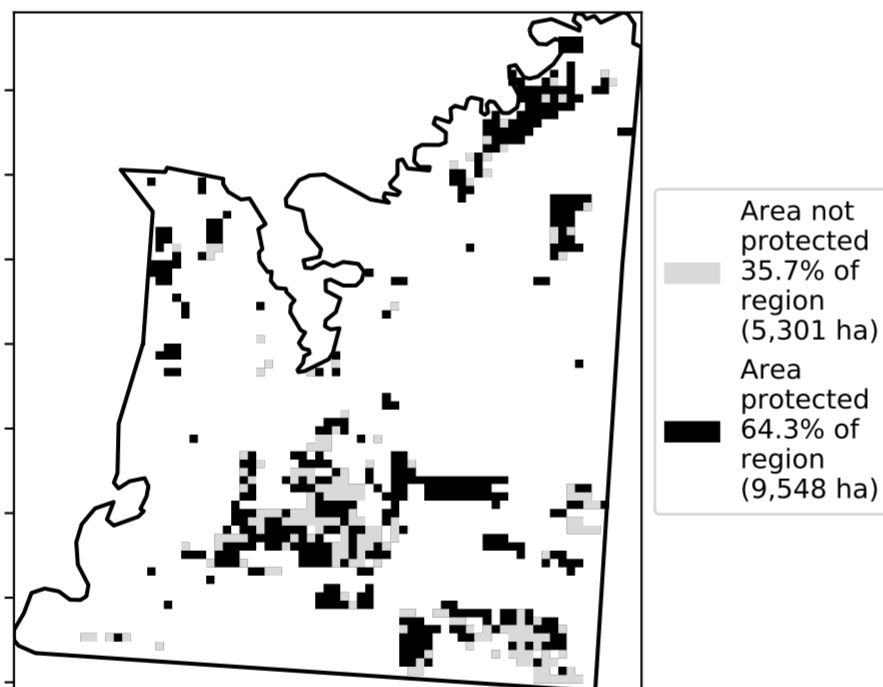 Area not
protected
35.7% of
region
(5,301 ha)
Area
protected
64.3% of
region
(9,548 ha)